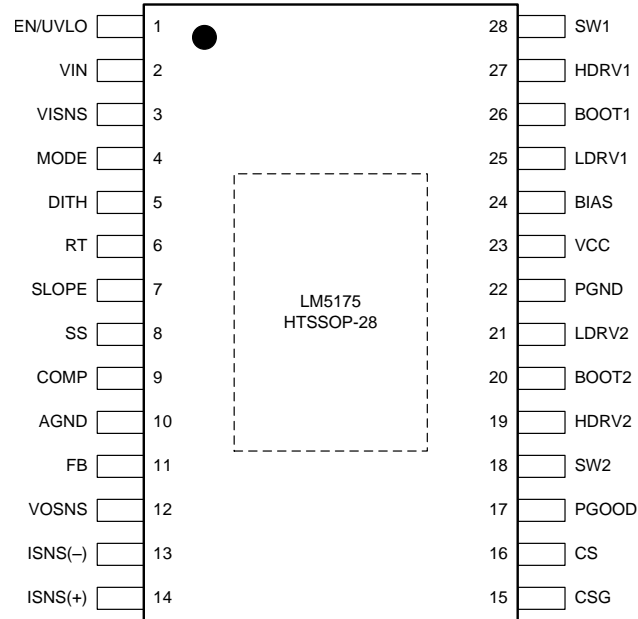 EN/UVLO 1 28 SW1
VIN 2 27 HDRV1
VISNS 3 26 BOOT1
MODE 4 25 LDRV1
DITH 5 24 BIAS
RT 6 23 VCC
SLOPE 7 22 PGND
LM5175
HTSSOP-28
SS 8 21 LDRV2
COMP 9 20 BOOT2
AGND 10 19 HDRV2
FB 11 18 SW2
VOSNS 12 17 PGOOD
ISNS(–) 13 16 CS
ISNS(+) 14 15 CSG